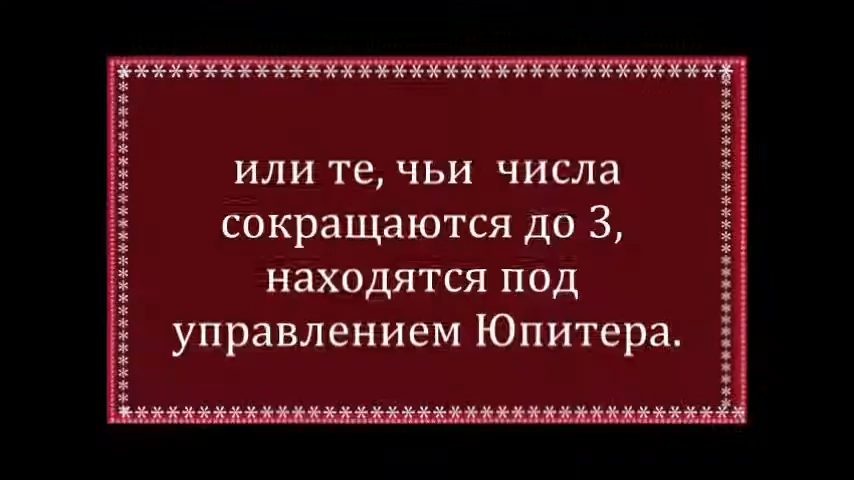 или те, чьи числа
сокращаются до 3,
находятся под
управлением Юпитера.